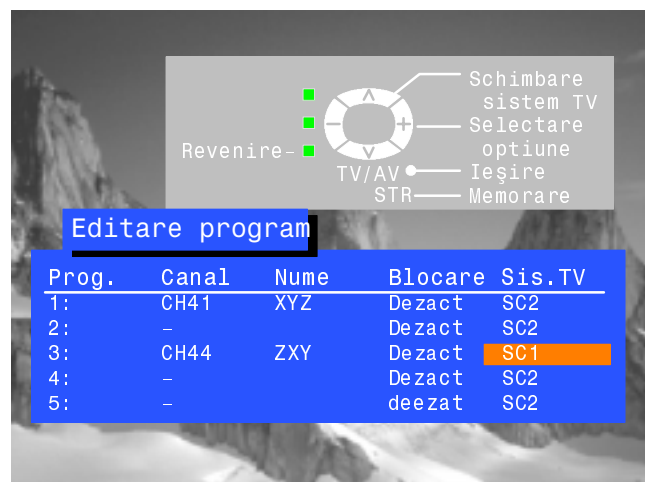 Schimbare
sistem TV
Selectare
optiune
Revenire-
TV/AV
Ieşire
STR
Memorare
Editare program
Prog. Canal Nume Blocare Sis.TV
1: CH41 XYZ Dezact SC2
2: – Dezact SC2
3: CH44 ZXY Dezact SC1
4: – Dezact SC2
5: – deezat SC2